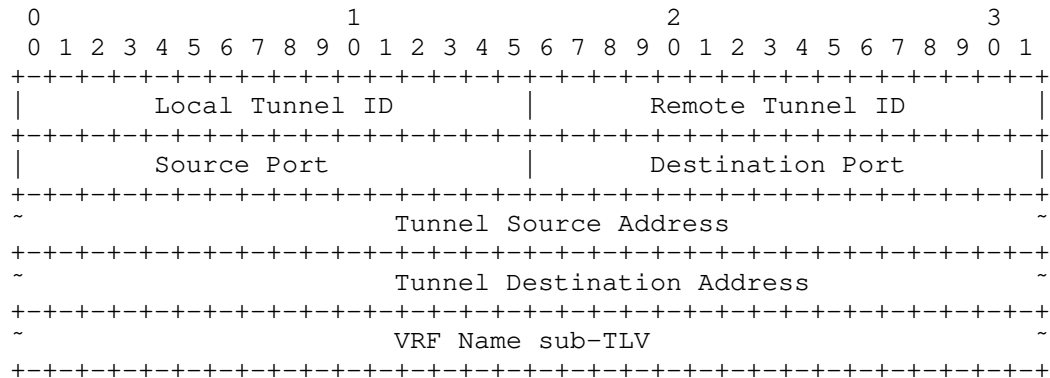 0                   1                   2                   3
 0 1 2 3 4 5 6 7 8 9 0 1 2 3 4 5 6 7 8 9 0 1 2 3 4 5 6 7 8 9 0 1
+-+-+-+-+-+-+-+-+-+-+-+-+-+-+-+-+-+-+-+-+-+-+-+-+-+-+-+-+-+-+-+-+
|        Local Tunnel ID        |       Remote Tunnel ID        |
+-+-+-+-+-+-+-+-+-+-+-+-+-+-+-+-+-+-+-+-+-+-+-+-+-+-+-+-+-+-+-+-+
|        Source Port            |       Destination Port        |
+-+-+-+-+-+-+-+-+-+-+-+-+-+-+-+-+-+-+-+-+-+-+-+-+-+-+-+-+-+-+-+-+
~                       Tunnel Source Address                   ~
+-+-+-+-+-+-+-+-+-+-+-+-+-+-+-+-+-+-+-+-+-+-+-+-+-+-+-+-+-+-+-+-+
~                       Tunnel Destination Address              ~
+-+-+-+-+-+-+-+-+-+-+-+-+-+-+-+-+-+-+-+-+-+-+-+-+-+-+-+-+-+-+-+-+
~                       VRF Name sub-TLV                        ~
+-+-+-+-+-+-+-+-+-+-+-+-+-+-+-+-+-+-+-+-+-+-+-+-+-+-+-+-+-+-+-+-+